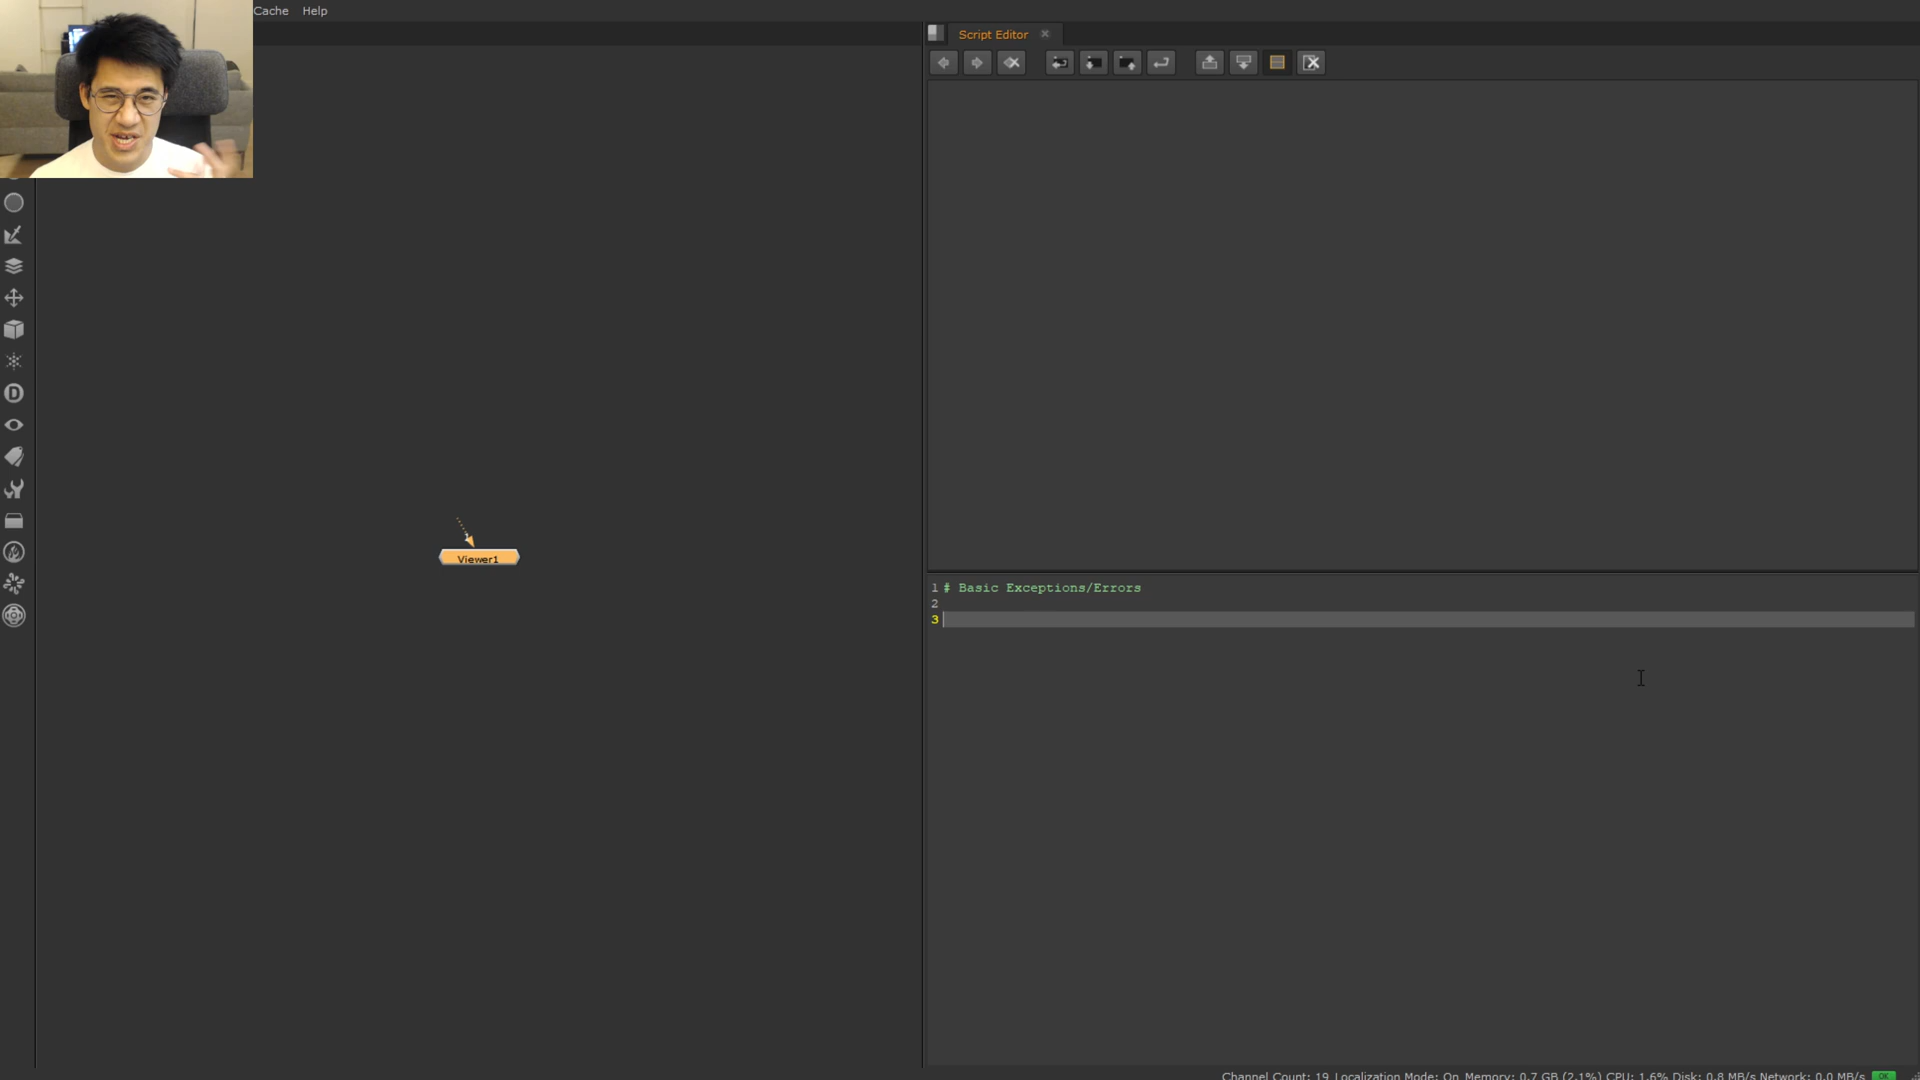 Cache Help
Script Editor
Viewer1
1 # Basic Exceptions/Errors
2
3
Channel Count: 19 Localization Mode: On Memory: 0.7 GB (2.1%) CPU: 1.6% Disk: 0.8 MB/s Network: 0.0 MB/s OK